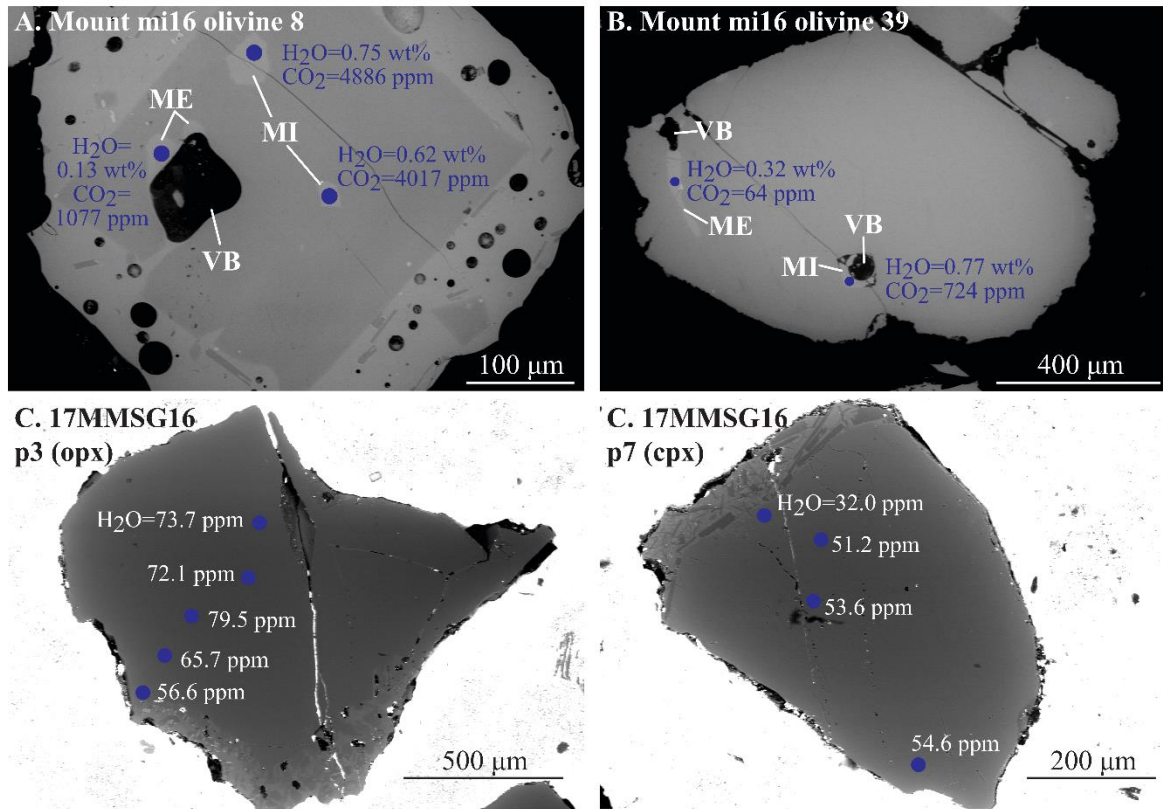 A. Mount mi16 olivine 8
H2O=0.75 wt%
CO2=4886 ppm
ME
MI
H2O=
0.13 wt%
CO2=
1077 ppm
H2O=0.62 wt%
CO2=4017 ppm
VB
100 μm
B. Mount mi16 olivine 39
VB
H2O=0.32 wt%
CO2=64 ppm
ME
VB
MI
H2O=0.77 wt%
CO2=724 ppm
400 μm
C. 17MMSG16
p3 (opx)
H2O=73.7 ppm
72.1 ppm
79.5 ppm
65.7 ppm
56.6 ppm
500 μm
C. 17MMSG16
p7 (cpx)
H2O=32.0 ppm
51.2 ppm
53.6 ppm
54.6 ppm
200 μm